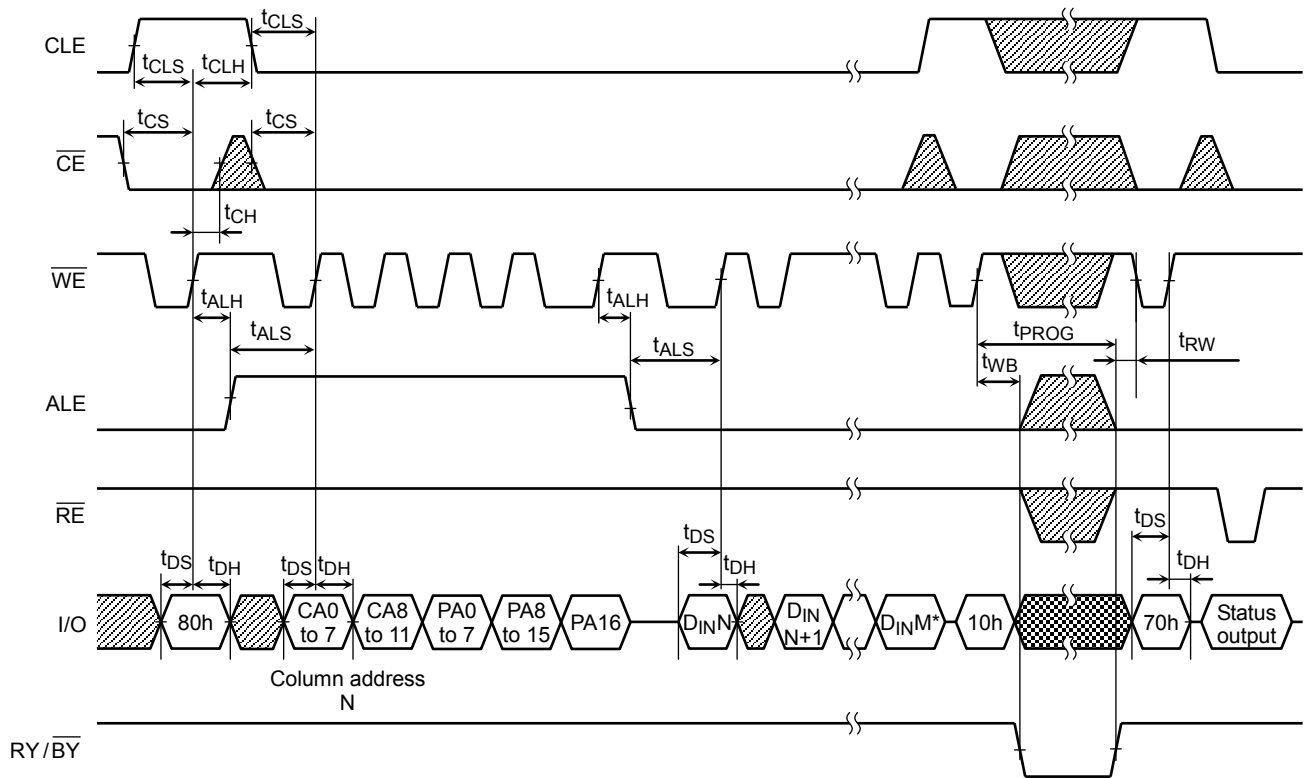 tCLS
CLE
tCLS tCLH
tCS tCS
CE
tCH
WE
tALH tALH
tALS tPROG
tALS tRW
tWB
ALE
RE
tDS tDS
tDS tDH tDS tDH tDH tDH
I/O 80h CA0 to 7 CA8 to 11 PA0 to 7 PA8 to 15 PA16 DINN DIN N+1 DINM* 10h 70h Status output
Column address
N
RY/BY